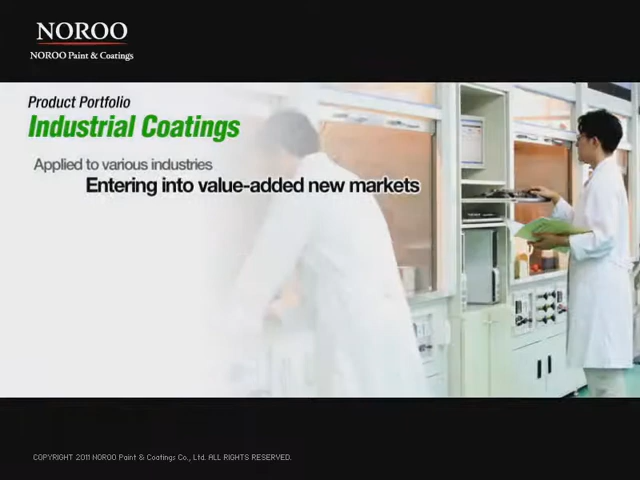 NOROO
NOROO Paint & Coatings
Product Portfolio
Industrial Coatings
Applied to various industries
Entering into value-added new markets
COPYRIGHT 2011 NOROO Paint & Coatings Co., Ltd. ALL RIGHTS RESERVED.